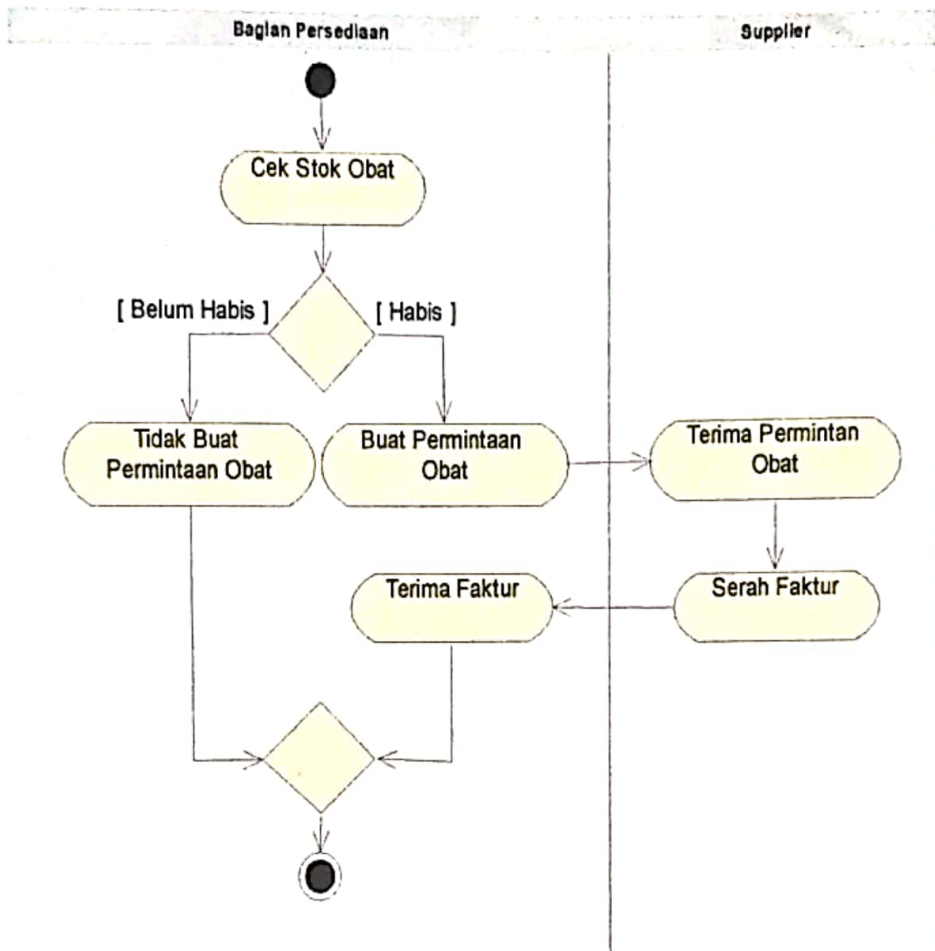 Bagian Persediaan
Supplier
Cek Stok Obat
[ Belum Habis ]
[ Habis ]
Tidak Buat
Permintaan Obat
Buat Permintaan
Obat
Terima Permintan
Obat
Terima Faktur
Serah Faktur